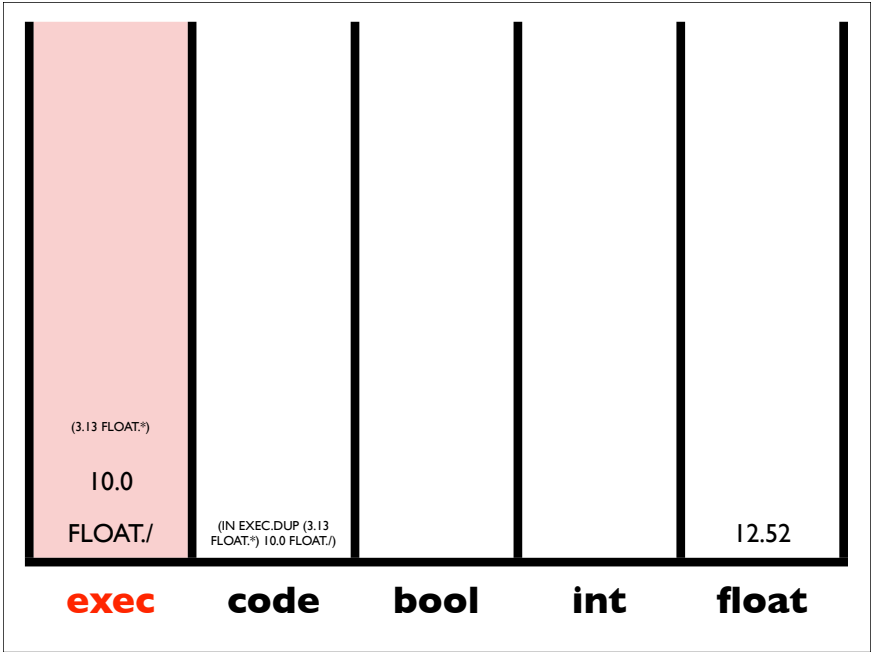 (3.13 FLOAT.*)
10.0
FLOAT./
(IN EXEC.DUP (3.13
FLOAT.*) 10.0 FLOAT./)
12.52
exec
code
bool
int
float